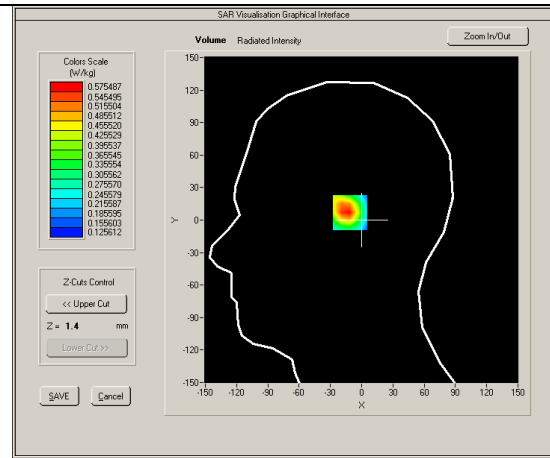 SAR Visualisation Graphical Interface
Volume Radiated Intensity
Zoom In/Out
Colors Scale
(W/kg)
0.575487
0.545495
0.515504
0.485512
0.455520
0.425529
0.395537
0.365545
0.335554
0.305562
0.275570
0.245579
0.215587
0.185595
0.155603
0.125612
Z-Cuts Control
<< Upper Cut
Z = 1.4 mm
Lower Cut >>
SAVE Cancel
150
120
90
60
30
0
-30
-60
-90
-120
-150
Y
-150 -120 -90 -60 -30 0 30 60 90 120 150
X